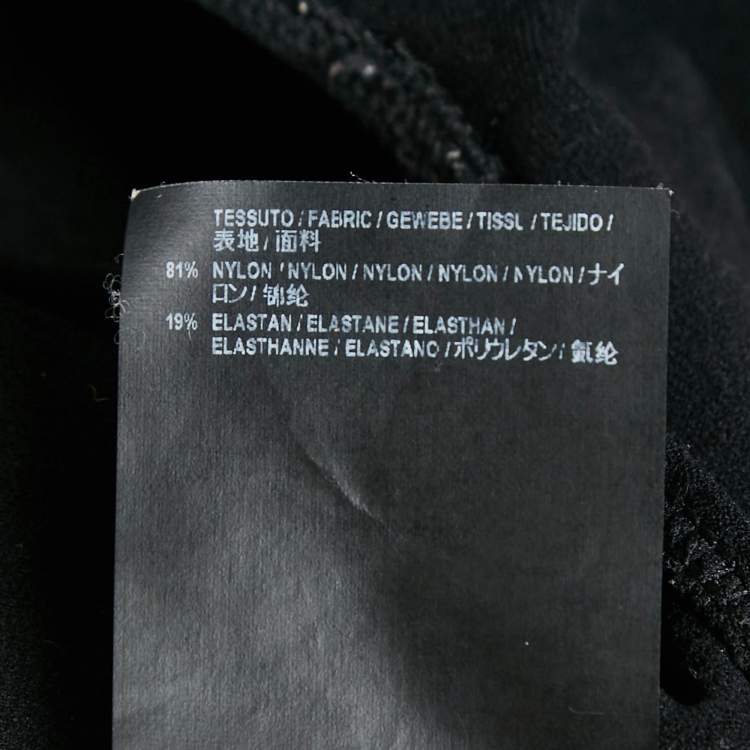 TESSUTO / FABRIC / GEWEBE / TISSU / TEJIDO /
表地 / 面料
81% NYLON / NYLON / NYLON / NYLON / NYLON / ナイ
ロン / 锦纶
19% ELASTAN / ELASTANE / ELASTHAN /
ELASTHANNE / ELASTANO / ポリウレタン / 氨纶